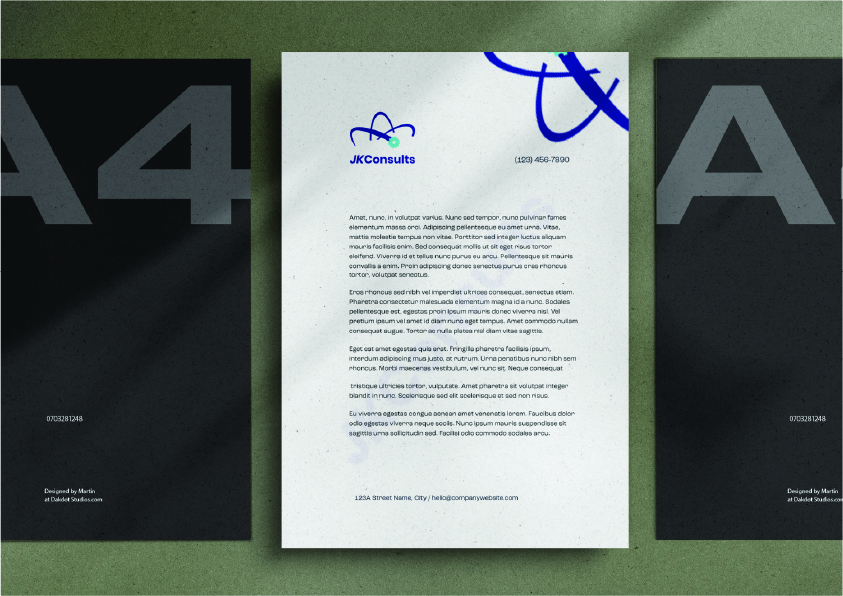 A4
0703281248
Designed by Martin
at Dakdot Studios.com
JKConsults
(123) 456-7890
Amet, nunc, in volutpat varius. Nunc sed tempor, nunc pulvinar fames
elementum massa orci. Adipiscing pellentesque eu amet urna. Vitae,
mattis molestie tempus non vitae. Porttitor sed integer luctus aliquam
mauris facilisis enim. Sed consequat mollis ut sit eget risus tortor
eleifend. Viverra id et tellus nunc purus eu arcu. Pellentesque sit mauris
convallis a enim. Proin adipiscing donec senectus purus cras rhoncus
tortor, volutpat senectus.
Eros rhoncus sed nibh vel imperdiet ultrices consequat, senectus etiam.
Pharetra consectetur malesuada elementum magna id a nunc. Sodales
pellentesque est, egestas proin ipsum mauris donec viverra nisl. Vel
pretium ipsum vel amet id diam nunc eget tempus. Amet commodo nullam
consequat augue. Tortor ac nulla platea nisl diam vitae sagittis.
Eget est amet egestas quis erat. Fringilla pharetra facilisis ipsum,
interdum adipiscing mus justo, at rutrum. Urna penatibus nunc nibh sem
rhoncus. Morbi maecenas vestibulum, vel nunc sit. Neque consequat
tristique ultricies tortor, vulputate. Amet pharetra sit volutpat integer
blandit in nunc. Scelerisque sed elit scelerisque at sed non risus.
Eu viverra egestas congue aenean amet venenatis lorem. Faucibus dolor
odio egestas viverra neque sociis. Nunc ipsum mauris suspendisse sit
sagittis urna sollicitudin sed. Facilisi odio commodo sodales arcu.
123A Street Name, City / hello@companywebsite.com
A
0703281248
Designed by Martin
at Dakdot Studios.com